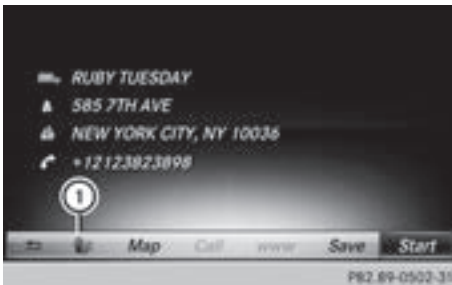 RUBY TUESDAY
585 7TH AVE
NEW YORK CITY, NY 10036
+12123823898
1
Map Call www Save Start
P82.89-0502-31